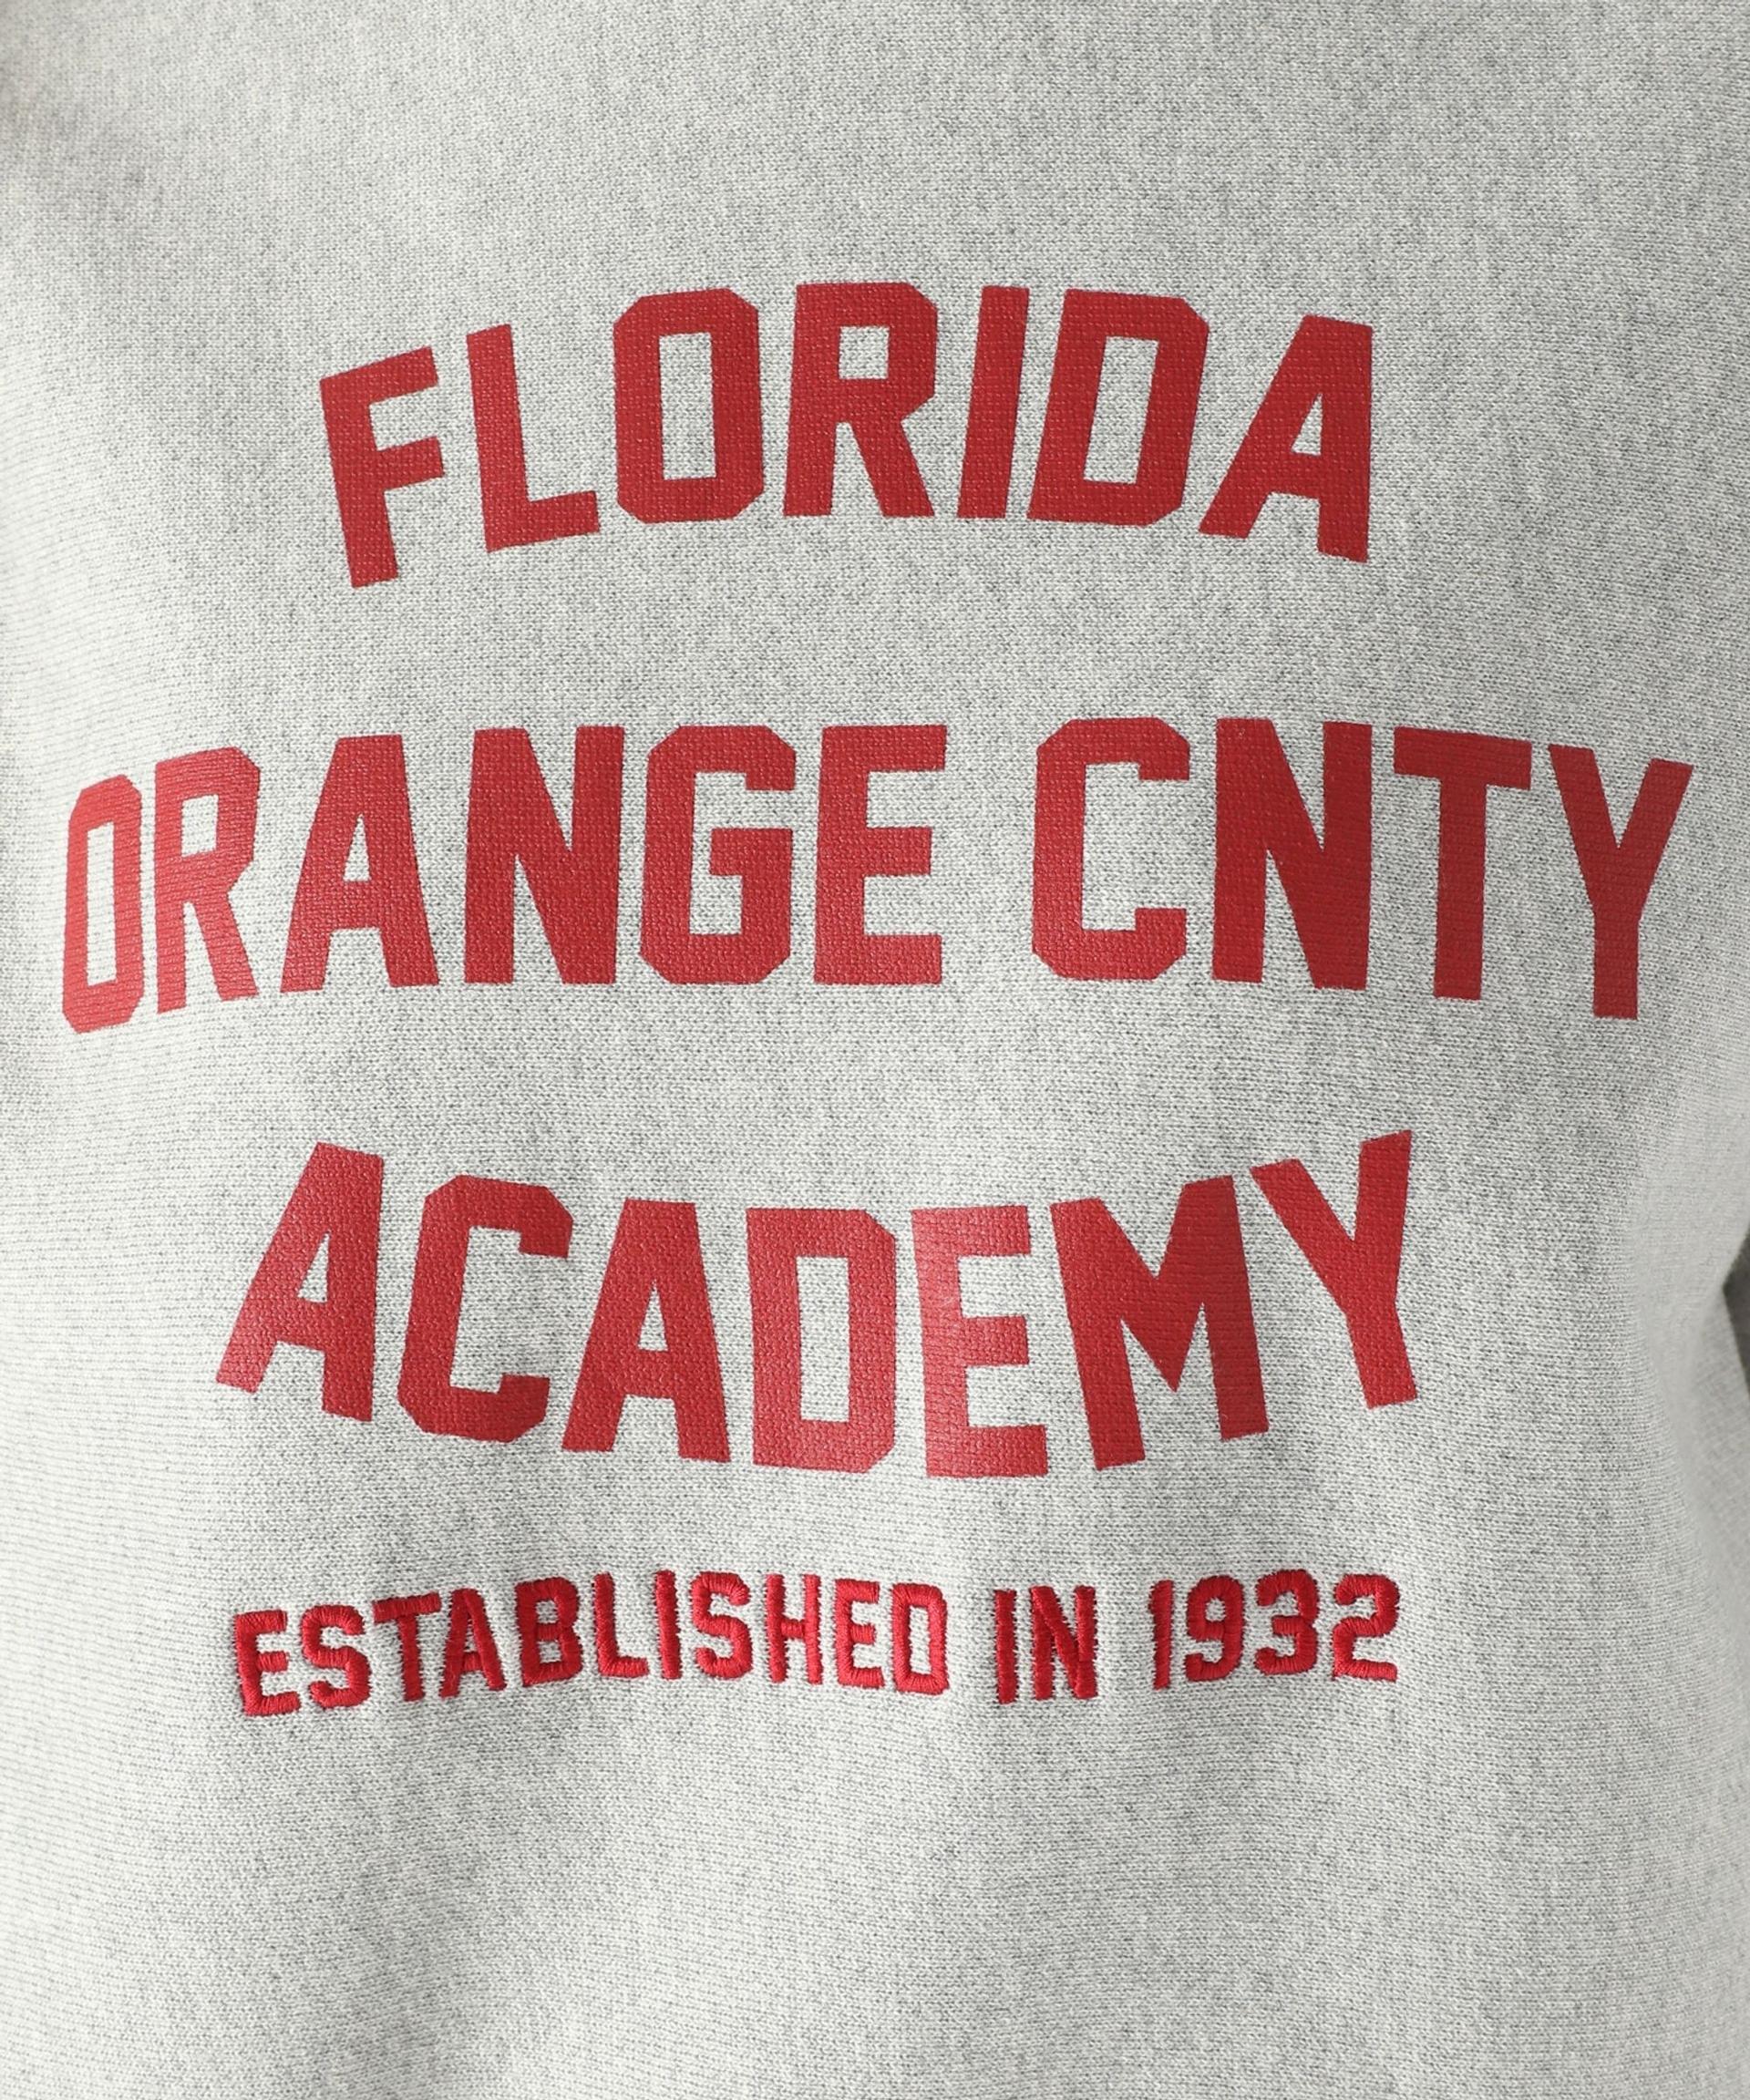 FLORIDA
ORANGE CNTY
ACADEMY
ESTABLISHED IN 1932